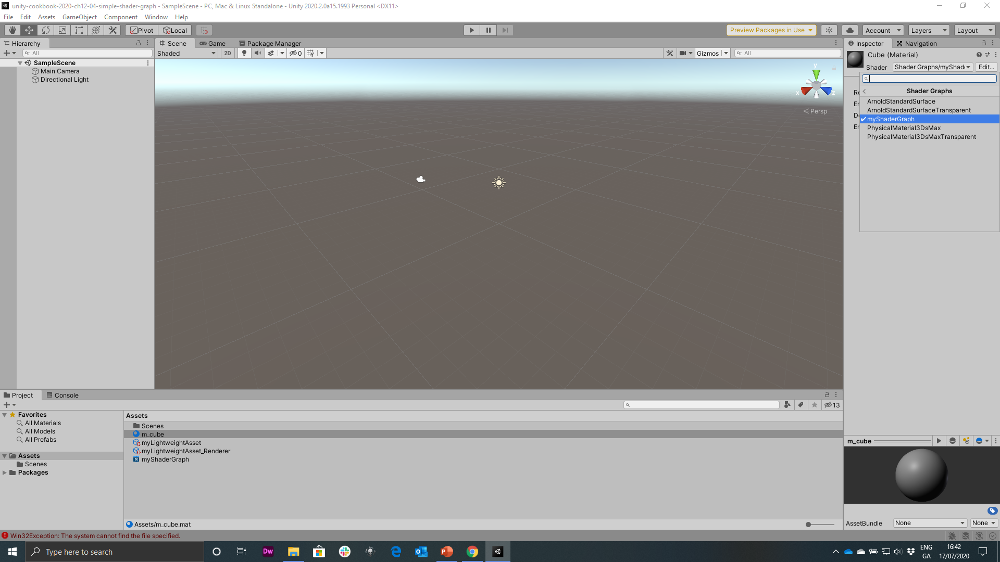 unity-cookbook-2020-ch12-04-simple-shader-graph - SampleScene - PC, Mac & Linux Standalone - Unity 2020.2.0a15.1993 Personal <DX11>
File Edit Assets GameObject Component Window Help
Pivot Local Preview Packages in Use Account Layers Layout
Hierarchy Scene Game Package Manager Inspector Navigation
All Shaded 2D 0 Gizmos All
Cube (Material)
Shader Shader Graphs/myShad Edit...
SampleScene
Main Camera
Directional Light
y
x z
Persp
Shader Graphs
ArnoldStandardSurface
ArnoldStandardSurfaceTransparent
myShaderGraph
PhysicalMaterial3DsMax
PhysicalMaterial3DsMaxTransparent
Re
En
Do
En
Project Console
13
Favorites
All Materials
All Models
All Prefabs
Assets
Scenes
Packages
Assets
Scenes
m_cube
myLightweightAsset
myLightweightAsset_Renderer
myShaderGraph
Assets/m_cube.mat
m_cube
AssetBundle None None
Win32Exception: The system cannot find the file specified.
Type here to search
Dw
ENG
GA
16:42
17/07/2020